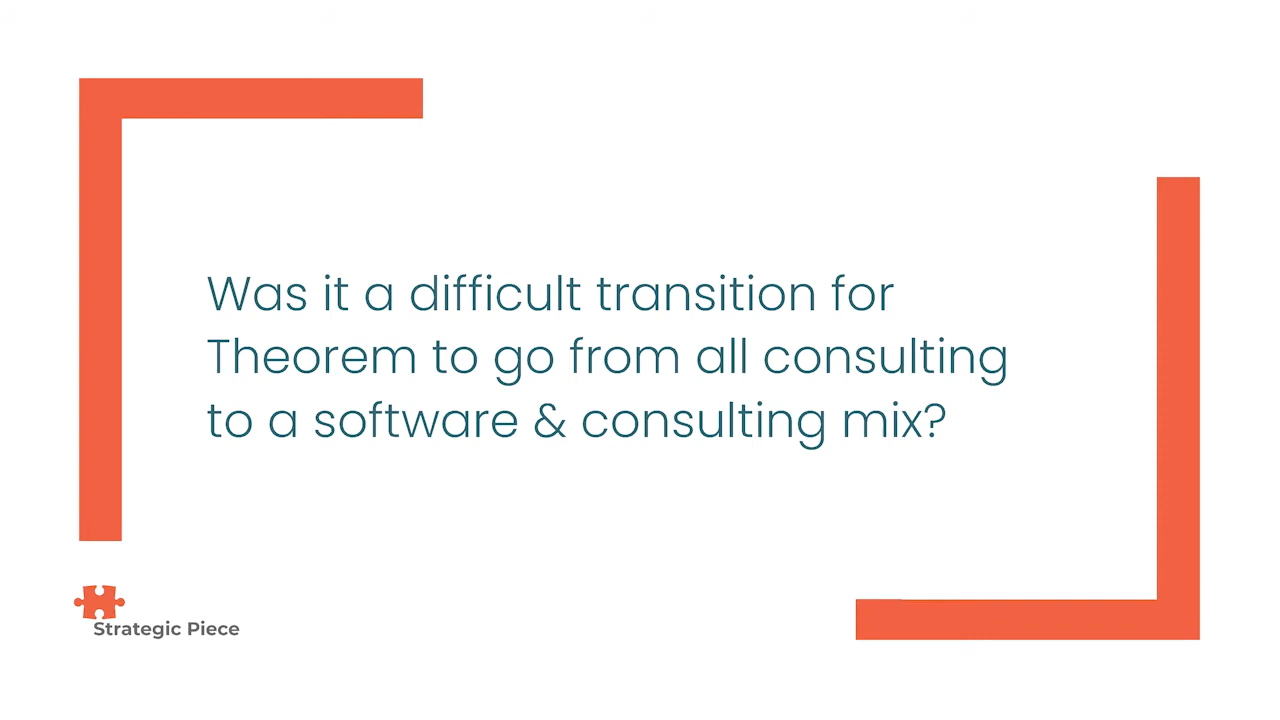 Was it a difficult transition for
Theorem to go from all consulting
to a software & consulting mix?
Strategic Piece